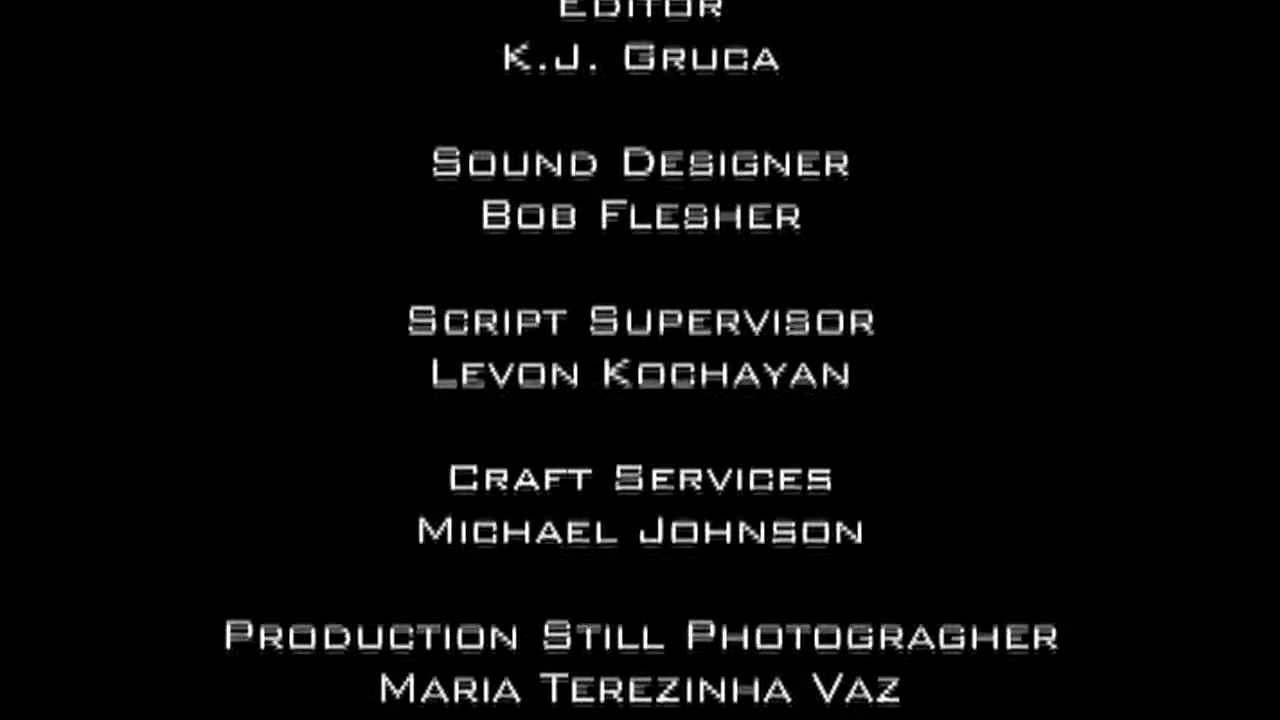 Editor
K.J. Gruca
Sound Designer
Bob Flesher
Script Supervisor
Levon Kochayan
Craft Services
Michael Johnson
Production Still Photogragher
Maria Terezinha Vaz